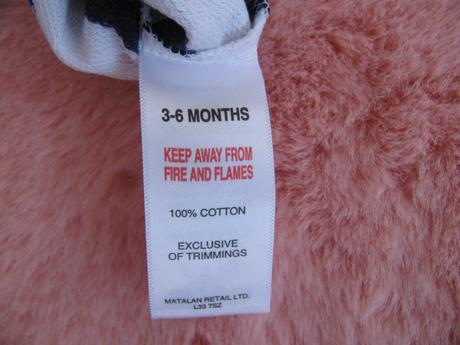 3-6 MONTHS
KEEP AWAY FROM
FIRE AND FLAMES
100% COTTON
EXCLUSIVE
OF TRIMMINGS
MATALAN RETAIL LTD.
L33 7SZ